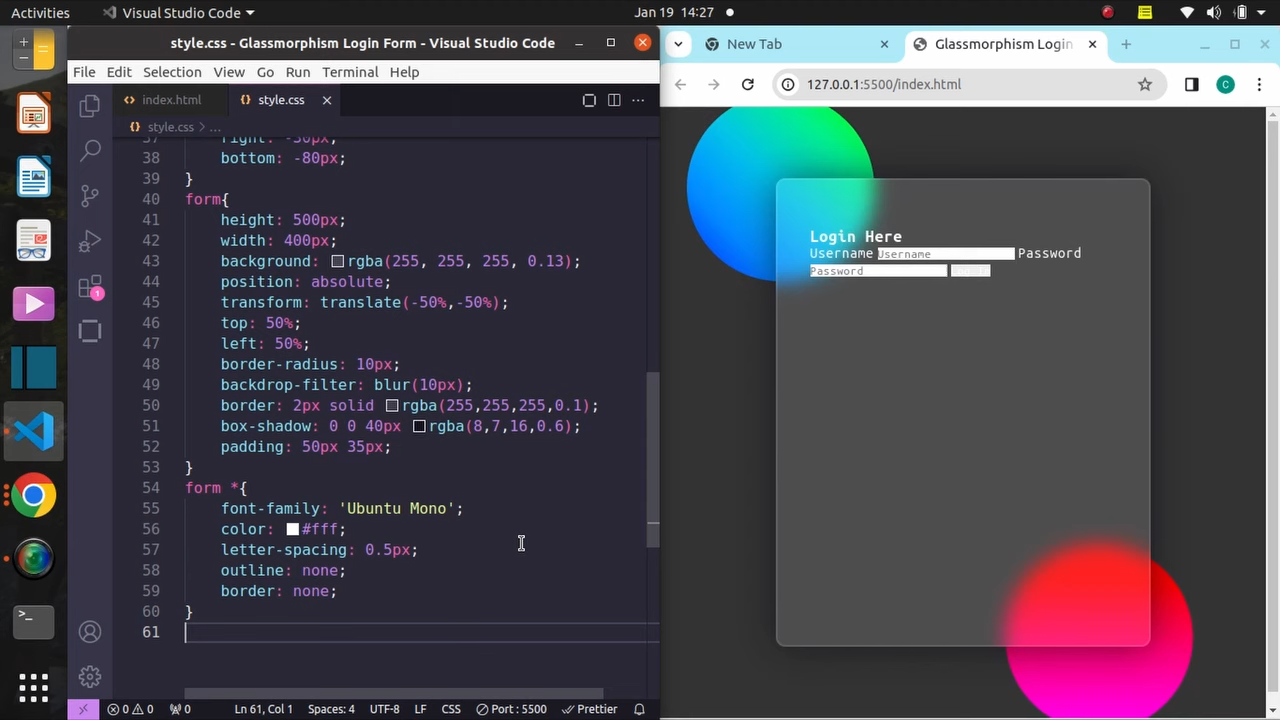 Activities
Visual Studio Code
Jan 19 14:27
style.css - Glassmorphism Login Form - Visual Studio Code
File Edit Selection View Go Run Terminal Help
index.html
style.css
style.css > ...
37 right: -30px;
38 bottom: -80px;
39 }
40 form{
41 height: 500px;
42 width: 400px;
43 background: rgba(255, 255, 255, 0.13);
44 position: absolute;
45 transform: translate(-50%,-50%);
46 top: 50%;
47 left: 50%;
48 border-radius: 10px;
49 backdrop-filter: blur(10px);
50 border: 2px solid rgba(255,255,255,0.1);
51 box-shadow: 0 0 40px rgba(8,7,16,0.6);
52 padding: 50px 35px;
53 }
54 form *{
55 font-family: 'Ubuntu Mono';
56 color: #fff;
57 letter-spacing: 0.5px;
58 outline: none;
59 border: none;
60 }
61
1
0 0 0
Ln 61, Col 1
Spaces: 4
UTF-8
LF
CSS
Port : 5500
Prettier
New Tab
Glassmorphism Login
127.0.0.1:5500/index.html
C
Login Here
Username Username Password
Password